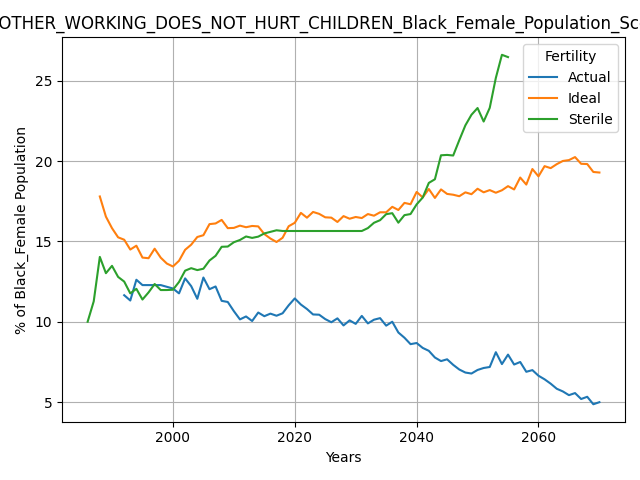 OTHER_WORKING_DOES_NOT_HURT_CHILDREN_Black_Female_Population_Sc
Fertility
Actual
Ideal
Sterile
% of Black_Female Population
25
20
15
10
5
2000
2020
2040
2060
Years